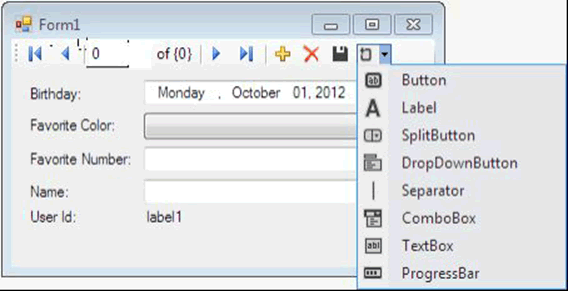 Form1
0 of {0}
Birthday: Monday , October 01, 2012
Favorite Color:
Favorite Number:
Name:
User Id: label1
Button
Label
SplitButton
DropDownButton
Separator
ComboBox
TextBox
ProgressBar